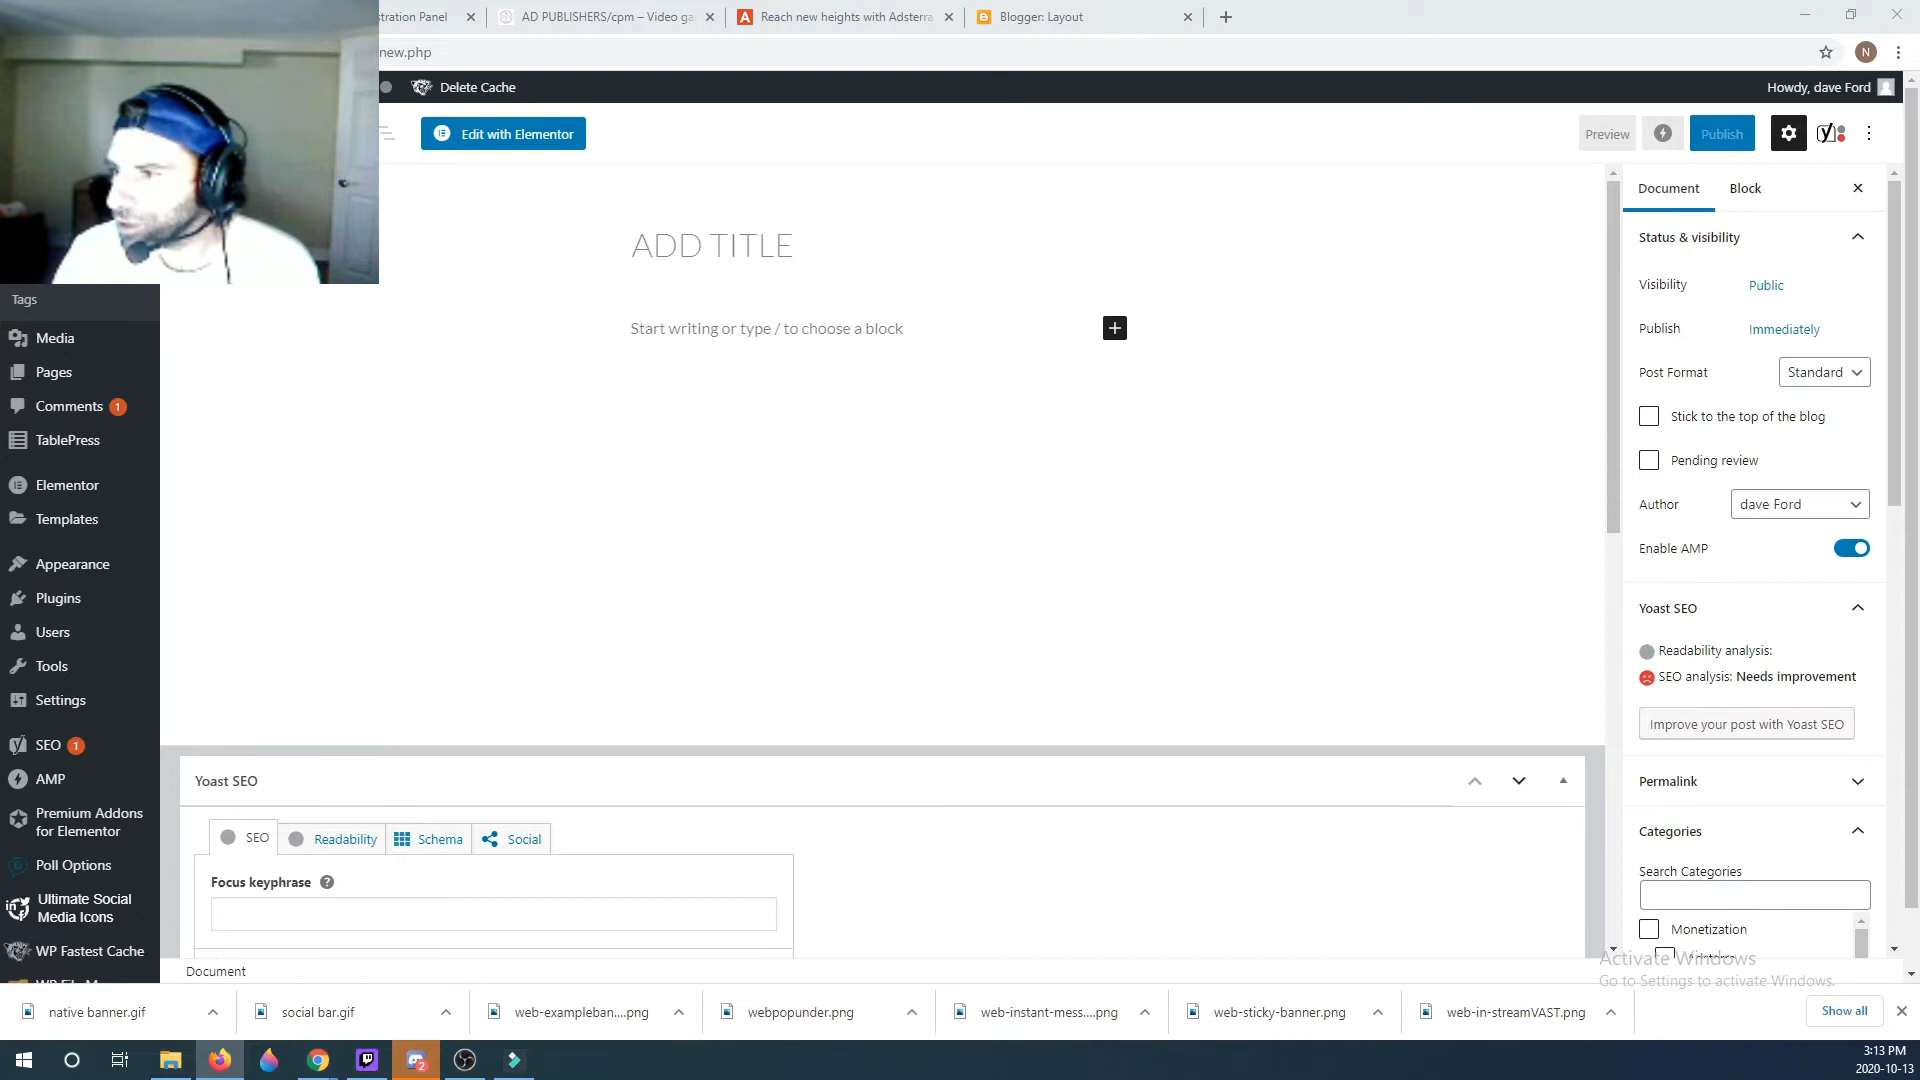 stration Panel
AD PUBLISHERS/cpm – Video ga
Reach new heights with Adsterra
Blogger: Layout
new.php
N
Delete Cache
Howdy, dave Ford
Edit with Elementor
Preview
Publish
Document
Block
ADD TITLE
Status & visibility
Visibility
Public
Start writing or type / to choose a block
Publish
Immediately
Post Format
Standard
Stick to the top of the blog
Pending review
Author
dave Ford
Enable AMP
Yoast SEO
Readability analysis:
SEO analysis: Needs improvement
Improve your post with Yoast SEO
Permalink
Categories
Search Categories
Monetization
Tags
Media
Pages
Comments 1
TablePress
Elementor
Templates
Appearance
Plugins
Users
Tools
Settings
SEO 1
AMP
Premium Addons
for Elementor
Poll Options
Ultimate Social
Media Icons
WP Fastest Cache
Yoast SEO
SEO
Readability
Schema
Social
Focus keyphrase
Document
Activate Windows
Go to Settings to activate Windows.
native banner.gif
social bar.gif
web-exampleban....png
webpopunder.png
web-instant-mess....png
web-sticky-banner.png
web-in-streamVAST.png
Show all
2
3:13 PM
2020-10-13